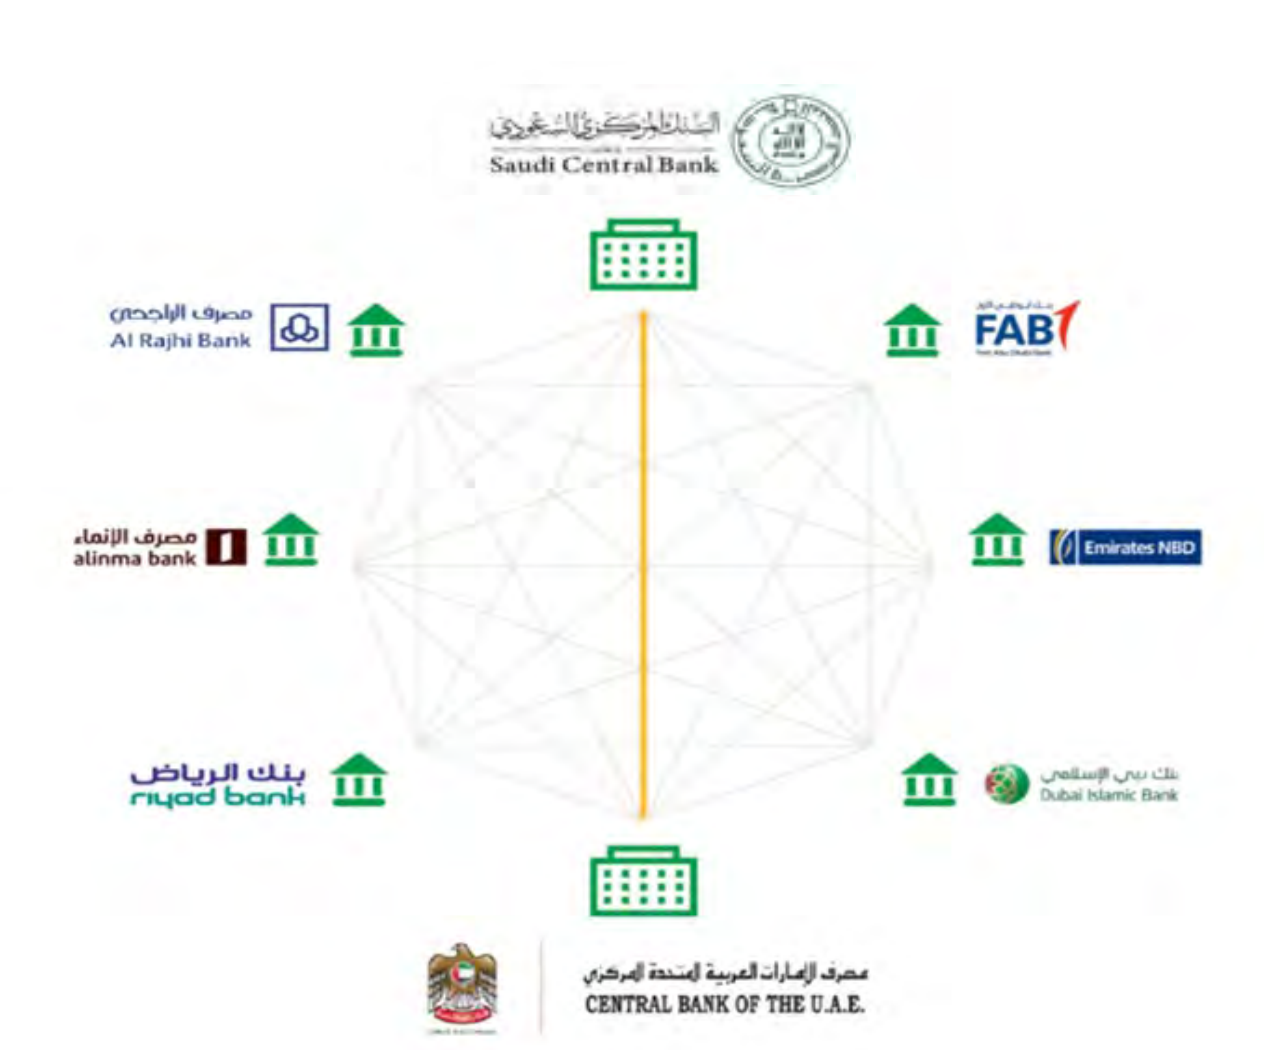 البنك المركزي السعودي
Saudi Central Bank
مصرف الراجحي
Al Rajhi Bank
بنك أبوظبي الأول
FAB
First Abu Dhabi Bank
مصرف الإنماء
alinma bank
Emirates NBD
بنك الرياض
riyad bank
بنك دبي الإسلامي
Dubai Islamic Bank
مصرف الإمارات العربية المتحدة المركزي
CENTRAL BANK OF THE U.A.E.